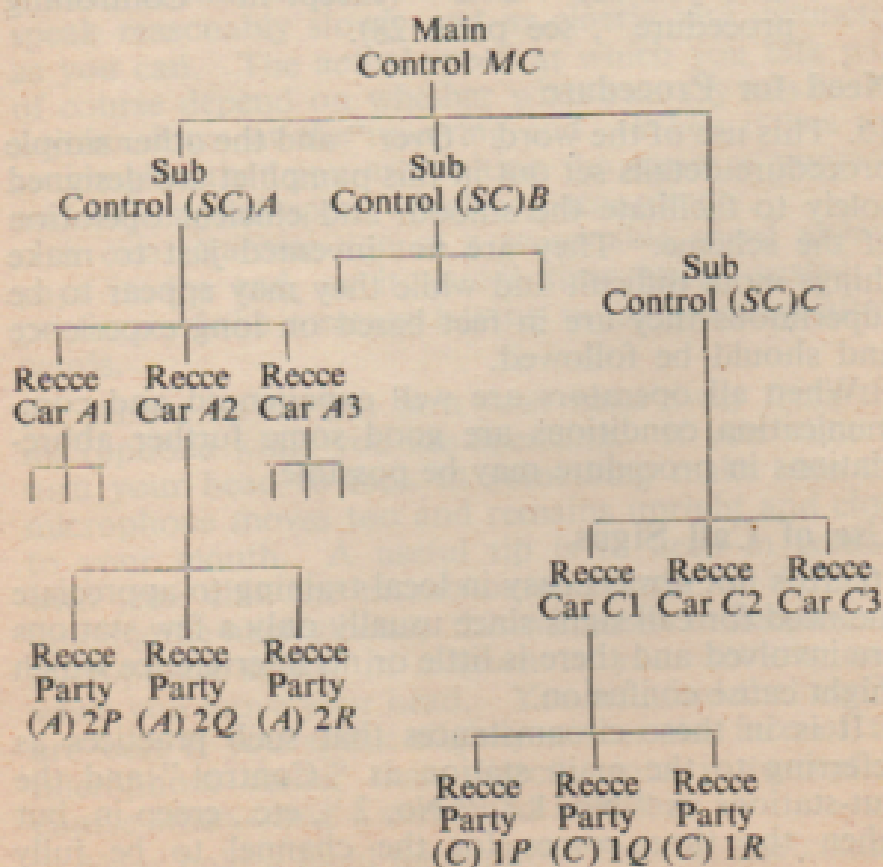 Main
Control MC
Sub
Control (SC)A
Sub
Control (SC)B
Sub
Control (SC)C
Recce
Car A1
Recce
Car A2
Recce
Car A3
Recce
Car C1
Recce
Car C2
Recce
Car C3
Recce
Party
(A) 2P
Recce
Party
(A) 2Q
Recce
Party
(A) 2R
Recce
Party
(C) 1P
Recce
Party
(C) 1Q
Recce
Party
(C) 1R